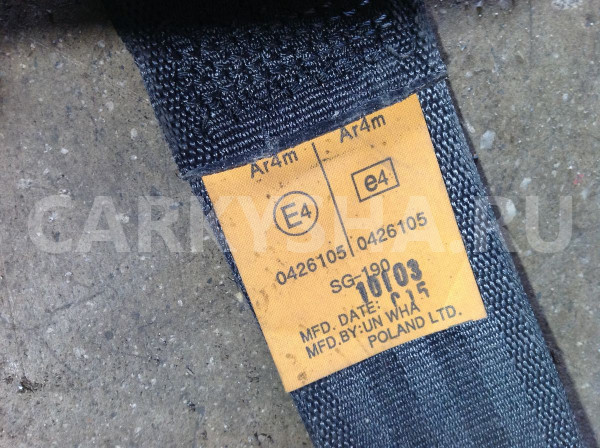 Ar4m Ar4m
E4 e4
0426105 0426105
SG-190
10103
MFD. DATE: C15
MFD.BY:UN WHA
POLAND LTD.
CARKYSHA.RU